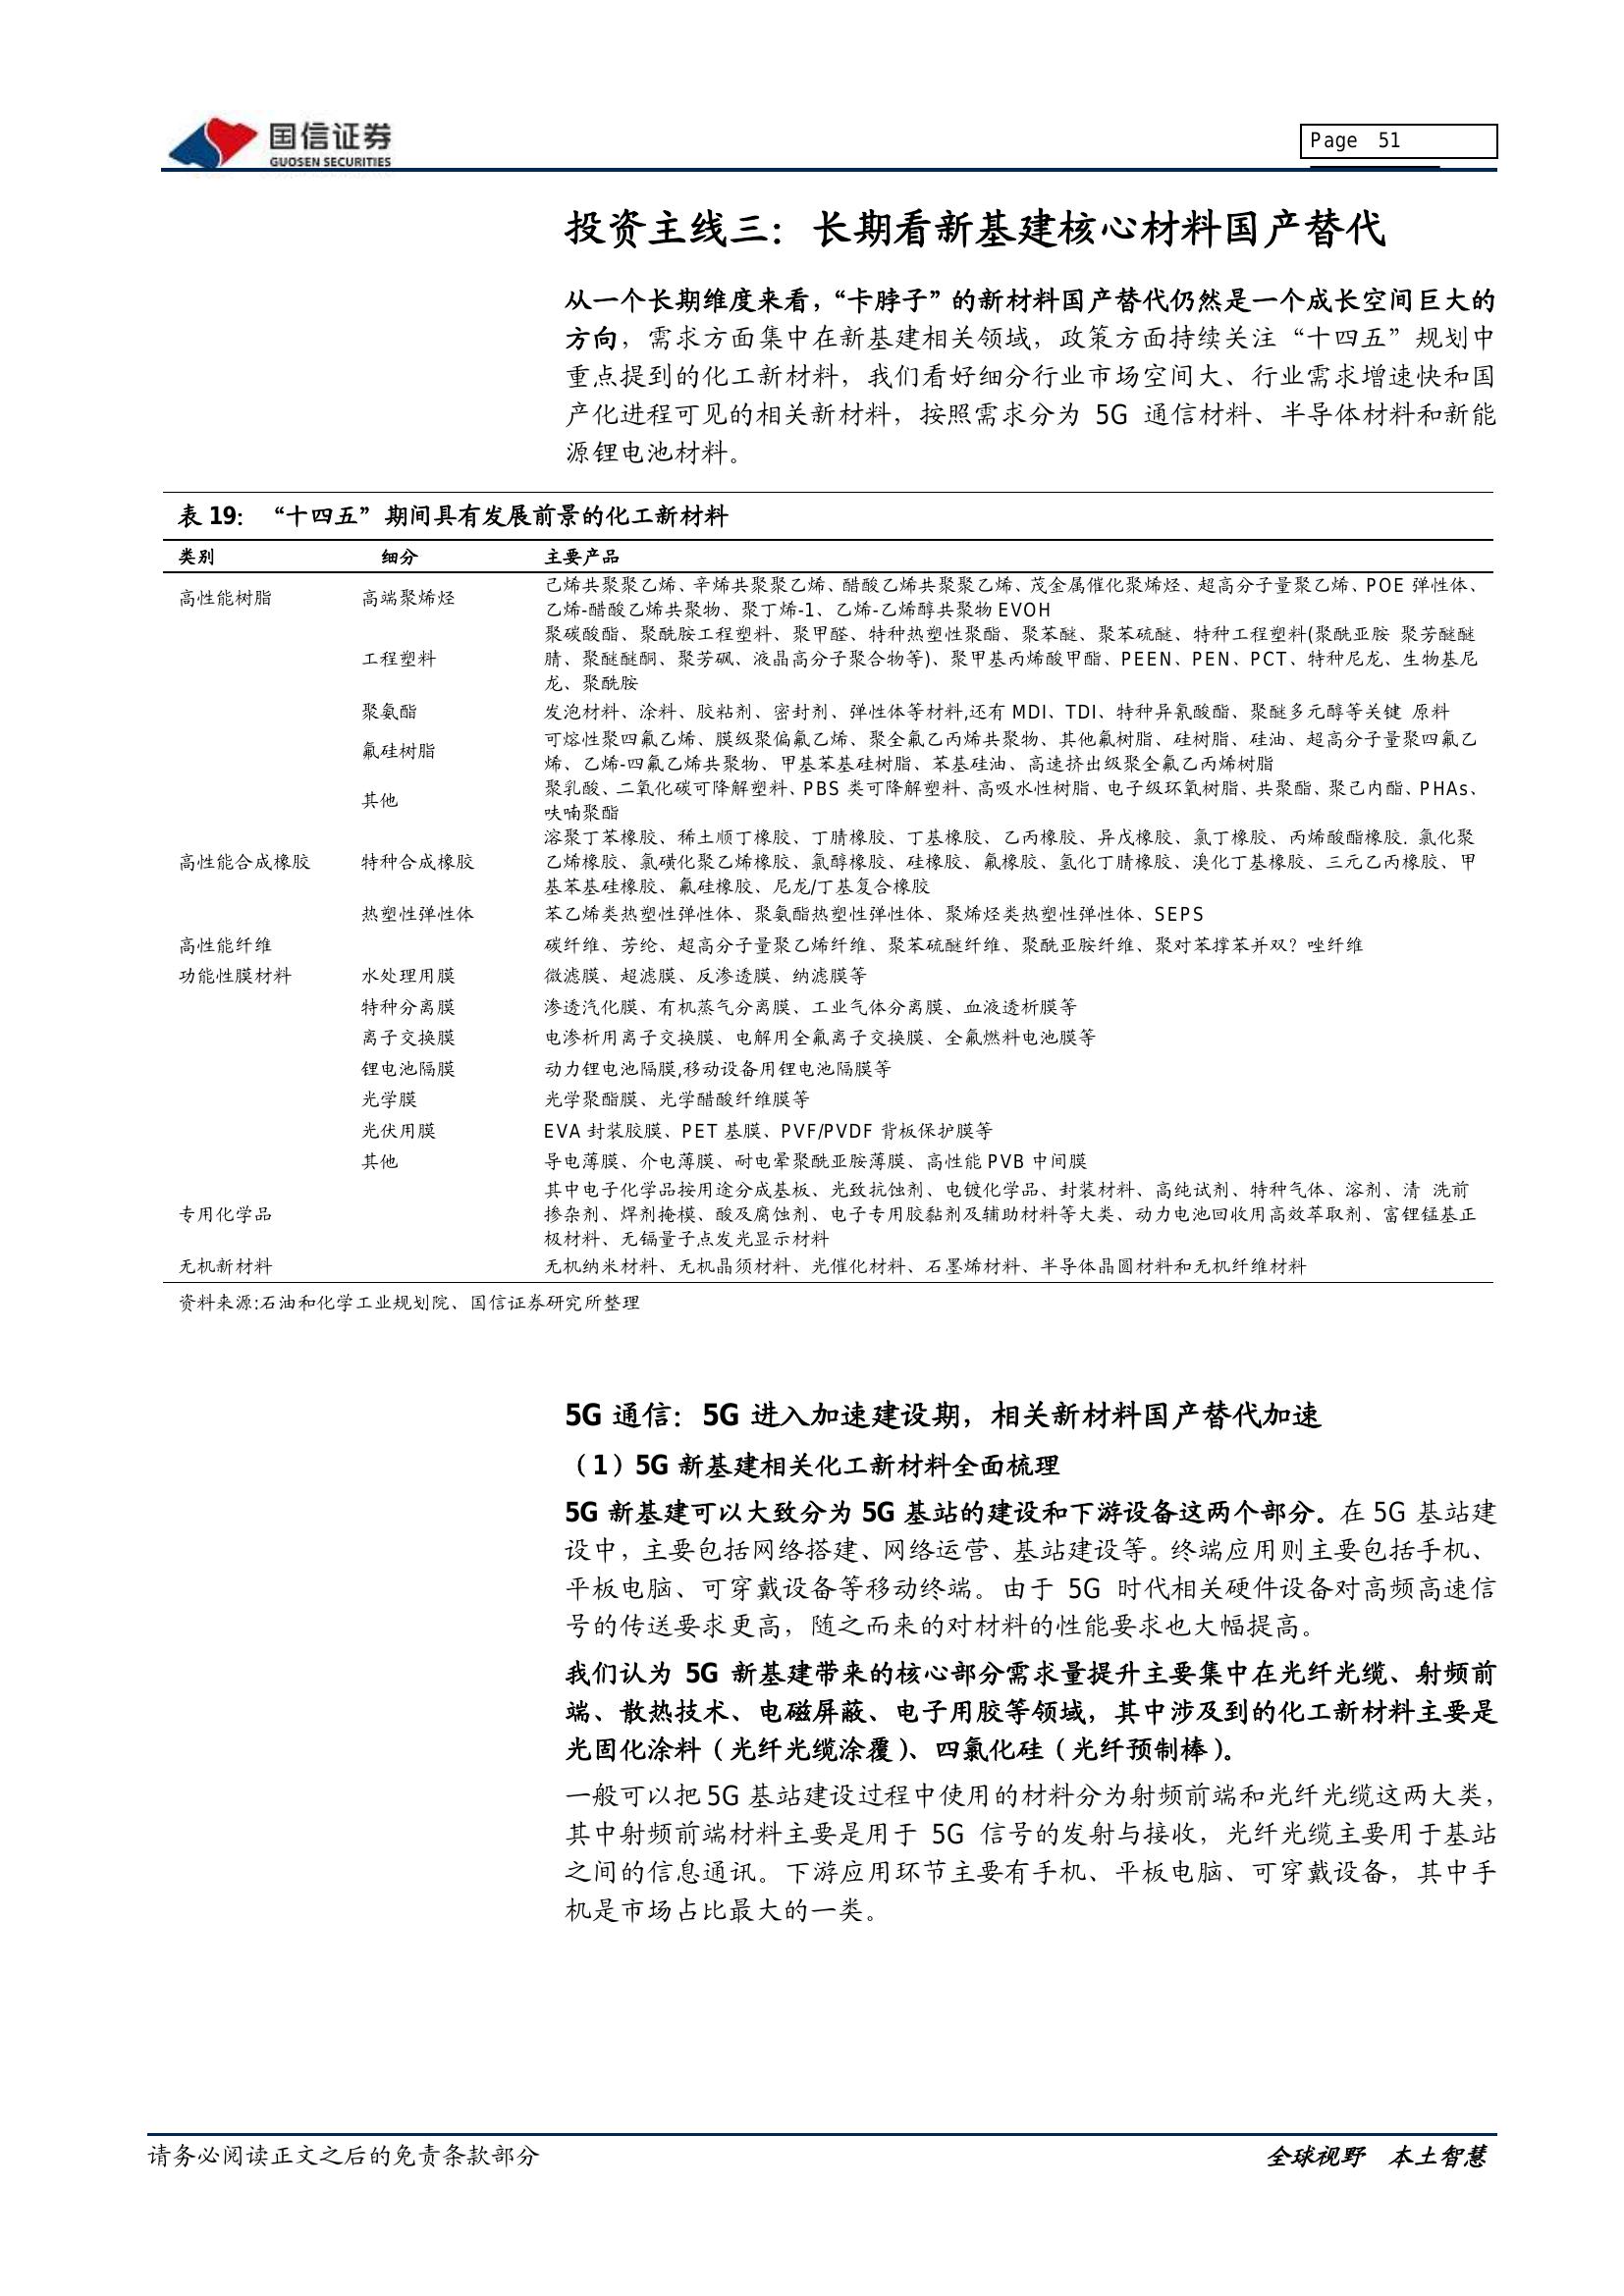 国信证券
GUOSEN SECURITIES
Page 51
投资主线三：长期看新基建核心材料国产替代
从一个长期维度来看，“卡脖子”的新材料国产替代仍然是一个成长空间巨大的
方向，需求方面集中在新基建相关领域，政策方面持续关注“十四五”规划中
重点提到的化工新材料，我们看好细分行业市场空间大、行业需求增速快和国
产化进程可见的相关新材料，按照需求分为 5G 通信材料、半导体材料和新能
源锂电池材料。
表 19： “十四五”期间具有发展前景的化工新材料
类别 细分 主要产品
己烯共聚聚乙烯、辛烯共聚聚乙烯、醋酸乙烯共聚聚乙烯、茂金属催化聚烯烃、超高分子量聚乙烯、POE 弹性体、
高性能树脂 高端聚烯烃
乙烯-醋酸乙烯共聚物、聚丁烯-1、乙烯-乙烯醇共聚物 EVOH
聚碳酸酯、聚酰胺工程塑料、聚甲醛、特种热塑性聚酯、聚苯醚、聚苯硫醚、特种工程塑料(聚酰亚胺 聚芳醚醚
工程塑料 腈、聚醚醚酮、聚芳砜、液晶高分子聚合物等)、聚甲基丙烯酸甲酯、PEEN、PEN、PCT、特种尼龙、生物基尼
龙、聚酰胺
聚氨酯 发泡材料、涂料、胶粘剂、密封剂、弹性体等材料,还有 MDI、TDI、特种异氰酸酯、聚醚多元醇等关键 原料
可熔性聚四氟乙烯、膜级聚偏氟乙烯、聚全氟乙丙烯共聚物、其他氟树脂、硅树脂、硅油、超高分子量聚四氟乙
氟硅树脂
烯、乙烯-四氟乙烯共聚物、甲基苯基硅树脂、苯基硅油、高速挤出级聚全氟乙丙烯树脂
聚乳酸、二氧化碳可降解塑料、PBS 类可降解塑料、高吸水性树脂、电子级环氧树脂、共聚酯、聚己内酯、PHAs、
其他
呋喃聚酯
溶聚丁苯橡胶、稀土顺丁橡胶、丁腈橡胶、丁基橡胶、乙丙橡胶、异戊橡胶、氯丁橡胶、丙烯酸酯橡胶. 氯化聚
高性能合成橡胶 特种合成橡胶 乙烯橡胶、氯磺化聚乙烯橡胶、氯醇橡胶、硅橡胶、氟橡胶、氢化丁腈橡胶、溴化丁基橡胶、三元乙丙橡胶、甲
基苯基硅橡胶、氟硅橡胶、尼龙/丁基复合橡胶
热塑性弹性体 苯乙烯类热塑性弹性体、聚氨酯热塑性弹性体、聚烯烃类热塑性弹性体、SEPS
高性能纤维 碳纤维、芳纶、超高分子量聚乙烯纤维、聚苯硫醚纤维、聚酰亚胺纤维、聚对苯撑苯并双？唑纤维
功能性膜材料 水处理用膜 微滤膜、超滤膜、反渗透膜、纳滤膜等
特种分离膜 渗透汽化膜、有机蒸气分离膜、工业气体分离膜、血液透析膜等
离子交换膜 电渗析用离子交换膜、电解用全氟离子交换膜、全氟燃料电池膜等
锂电池隔膜 动力锂电池隔膜,移动设备用锂电池隔膜等
光学膜 光学聚酯膜、光学醋酸纤维膜等
光伏用膜 EVA 封装胶膜、PET 基膜、PVF/PVDF 背板保护膜等
其他 导电薄膜、介电薄膜、耐电晕聚酰亚胺薄膜、高性能 PVB 中间膜
其中电子化学品按用途分成基板、光致抗蚀剂、电镀化学品、封装材料、高纯试剂、特种气体、溶剂、清 洗前
专用化学品 掺杂剂、焊剂掩模、酸及腐蚀剂、电子专用胶黏剂及辅助材料等大类、动力电池回收用高效萃取剂、富锂锰基正
极材料、无镉量子点发光显示材料
无机新材料 无机纳米材料、无机晶须材料、光催化材料、石墨烯材料、半导体晶圆材料和无机纤维材料
资料来源:石油和化学工业规划院、国信证券研究所整理
5G 通信：5G 进入加速建设期，相关新材料国产替代加速
（1）5G 新基建相关化工新材料全面梳理
5G 新基建可以大致分为 5G 基站的建设和下游设备这两个部分。在 5G 基站建
设中，主要包括网络搭建、网络运营、基站建设等。终端应用则主要包括手机、
平板电脑、可穿戴设备等移动终端。由于 5G 时代相关硬件设备对高频高速信
号的传送要求更高，随之而来的对材料的性能要求也大幅提高。
我们认为 5G 新基建带来的核心部分需求量提升主要集中在光纤光缆、射频前
端、散热技术、电磁屏蔽、电子用胶等领域，其中涉及到的化工新材料主要是
光固化涂料（光纤光缆涂覆）、四氯化硅（光纤预制棒）。
一般可以把 5G 基站建设过程中使用的材料分为射频前端和光纤光缆这两大类，
其中射频前端材料主要是用于 5G 信号的发射与接收，光纤光缆主要用于基站
之间的信息通讯。下游应用环节主要有手机、平板电脑、可穿戴设备，其中手
机是市场占比最大的一类。
请务必阅读正文之后的免责条款部分
全球视野 本土智慧